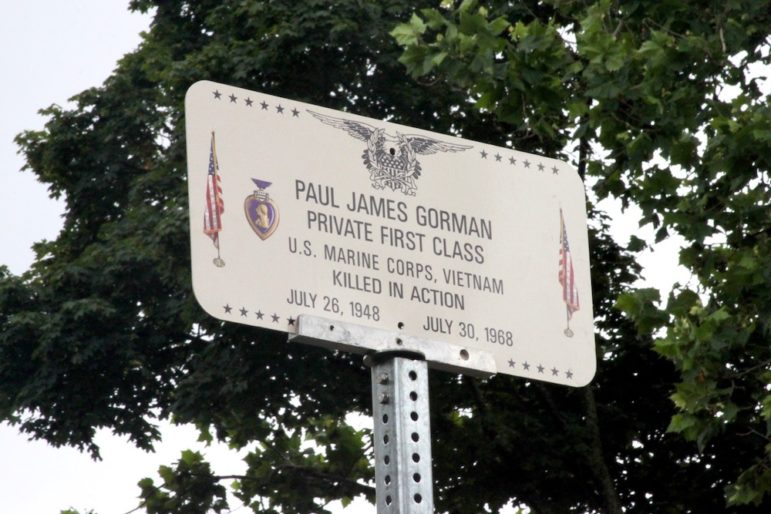 PAUL JAMES GORMAN
PRIVATE FIRST CLASS
U.S. MARINE CORPS, VIETNAM
KILLED IN ACTION
JULY 26, 1948 JULY 30, 1968